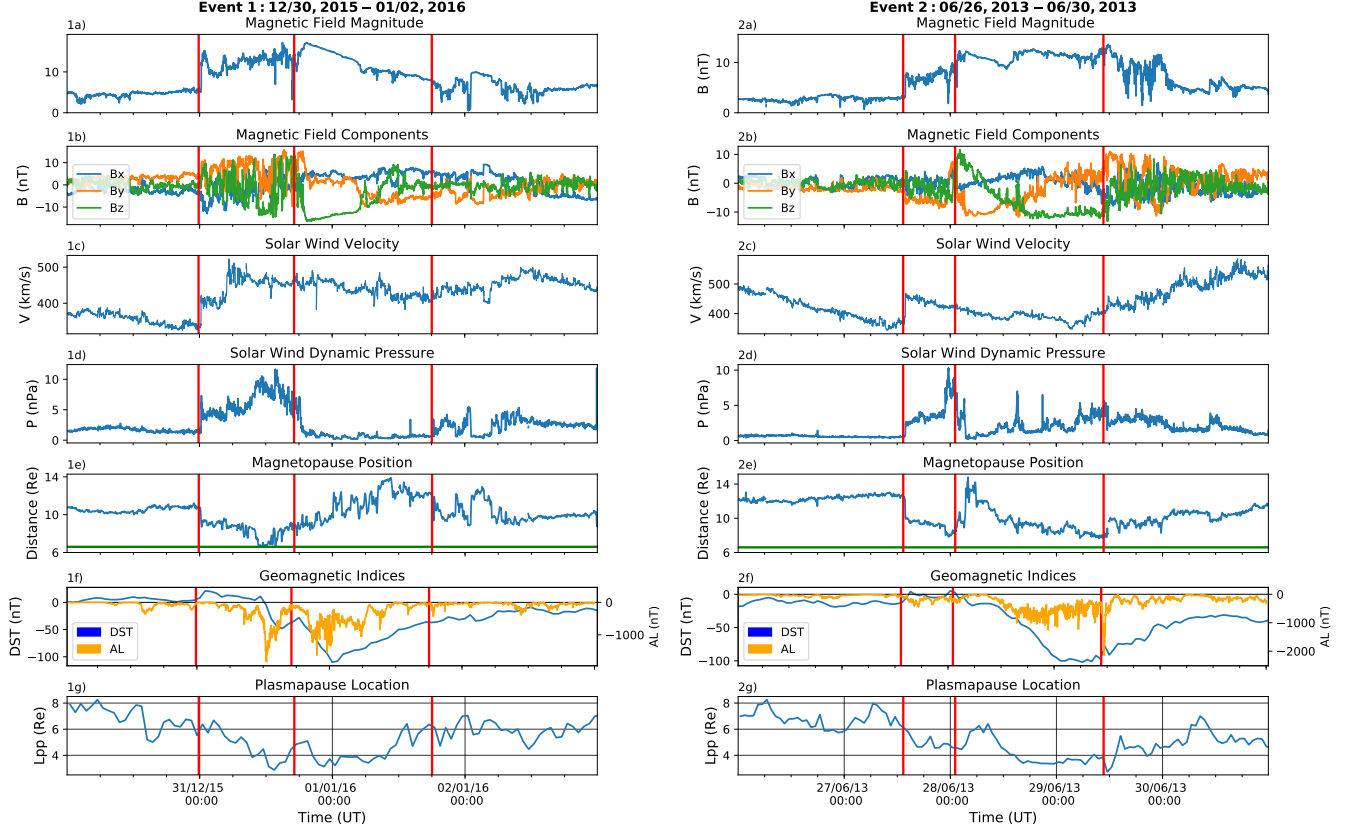 Event 1 : 12/30, 2015 − 01/02, 2016
1a)
Magnetic Field Magnitude
B (nT)
10
0
1b)
Magnetic Field Components
B (nT)
10
0
−10
Bx
By
Bz
1c)
Solar Wind Velocity
V (km/s)
500
400
1d)
Solar Wind Dynamic Pressure
P (nPa)
10
5
0
1e)
Magnetopause Position
Distance (Re)
14
10
6
1f)
Geomagnetic Indices
DST (nT)
0
−50
−100
DST
AL
0
−1000
AL (nT)
1g)
Plasmapause Location
Lpp (Re)
8
6
4
31/12/15
00:00
01/01/16
00:00
02/01/16
00:00
Time (UT)
Event 2 : 06/26, 2013 − 06/30, 2013
2a)
Magnetic Field Magnitude
B (nT)
10
0
2b)
Magnetic Field Components
B (nT)
10
0
−10
Bx
By
Bz
2c)
Solar Wind Velocity
V (km/s)
500
400
2d)
Solar Wind Dynamic Pressure
P (nPa)
10
5
0
2e)
Magnetopause Position
Distance (Re)
14
10
6
2f)
Geomagnetic Indices
DST (nT)
0
−50
−100
DST
AL
0
−1000
−2000
AL (nT)
2g)
Plasmapause Location
Lpp (Re)
8
6
4
27/06/13
00:00
28/06/13
00:00
29/06/13
00:00
30/06/13
00:00
Time (UT)